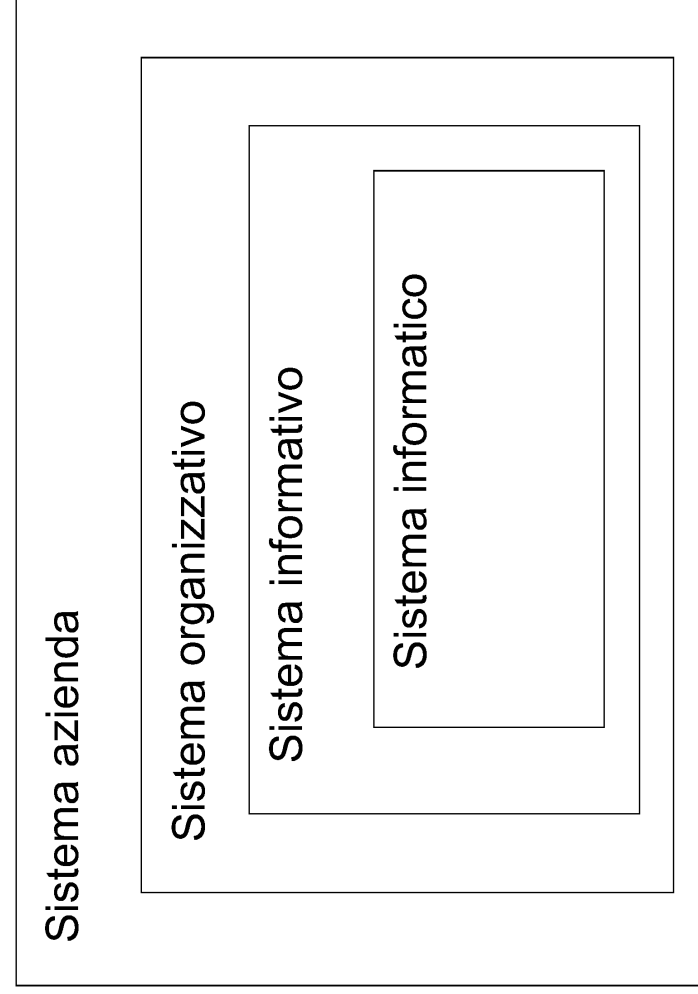 Sistema azienda
Sistema organizzativo
Sistema informativo
Sistema informatico